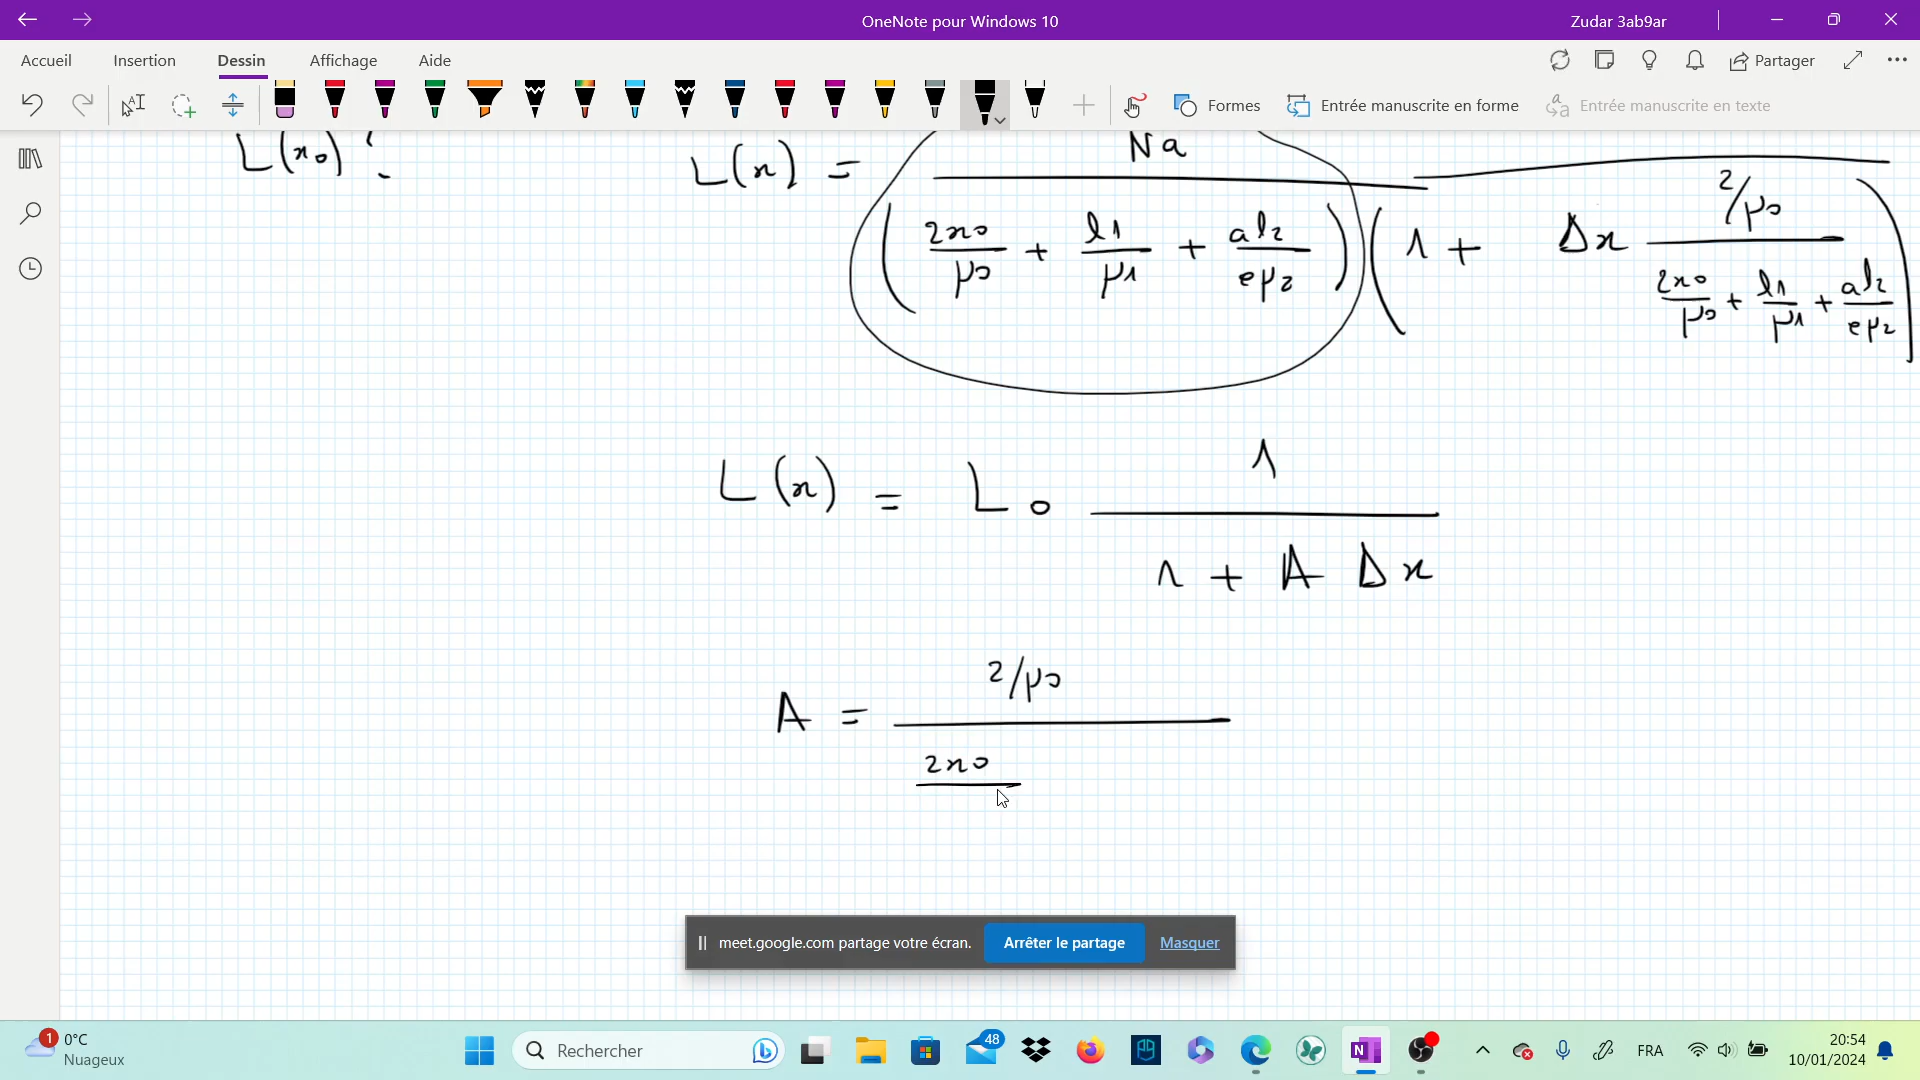 OneNote pour Windows 10
Zudar 3ab9ar
Accueil Insertion Dessin Affichage Aide
Partager
Formes Entrée manuscrite en forme Entrée manuscrite en texte
L(x0) ?
L(x) = Na
(2x0/μ0 + l1/μ1 + al2/eμ2) (1 + Δx 2/μ0 / (2x0/μ0 + l1/μ1 + al2/eμ2))
L(x) = L0 1
1 + A Δx
A = 2/μ0
2x0
meet.google.com partage votre écran. Arrêter le partage Masquer
1 0°C
Nuageux
Rechercher
48
FRA
20:54
10/01/2024